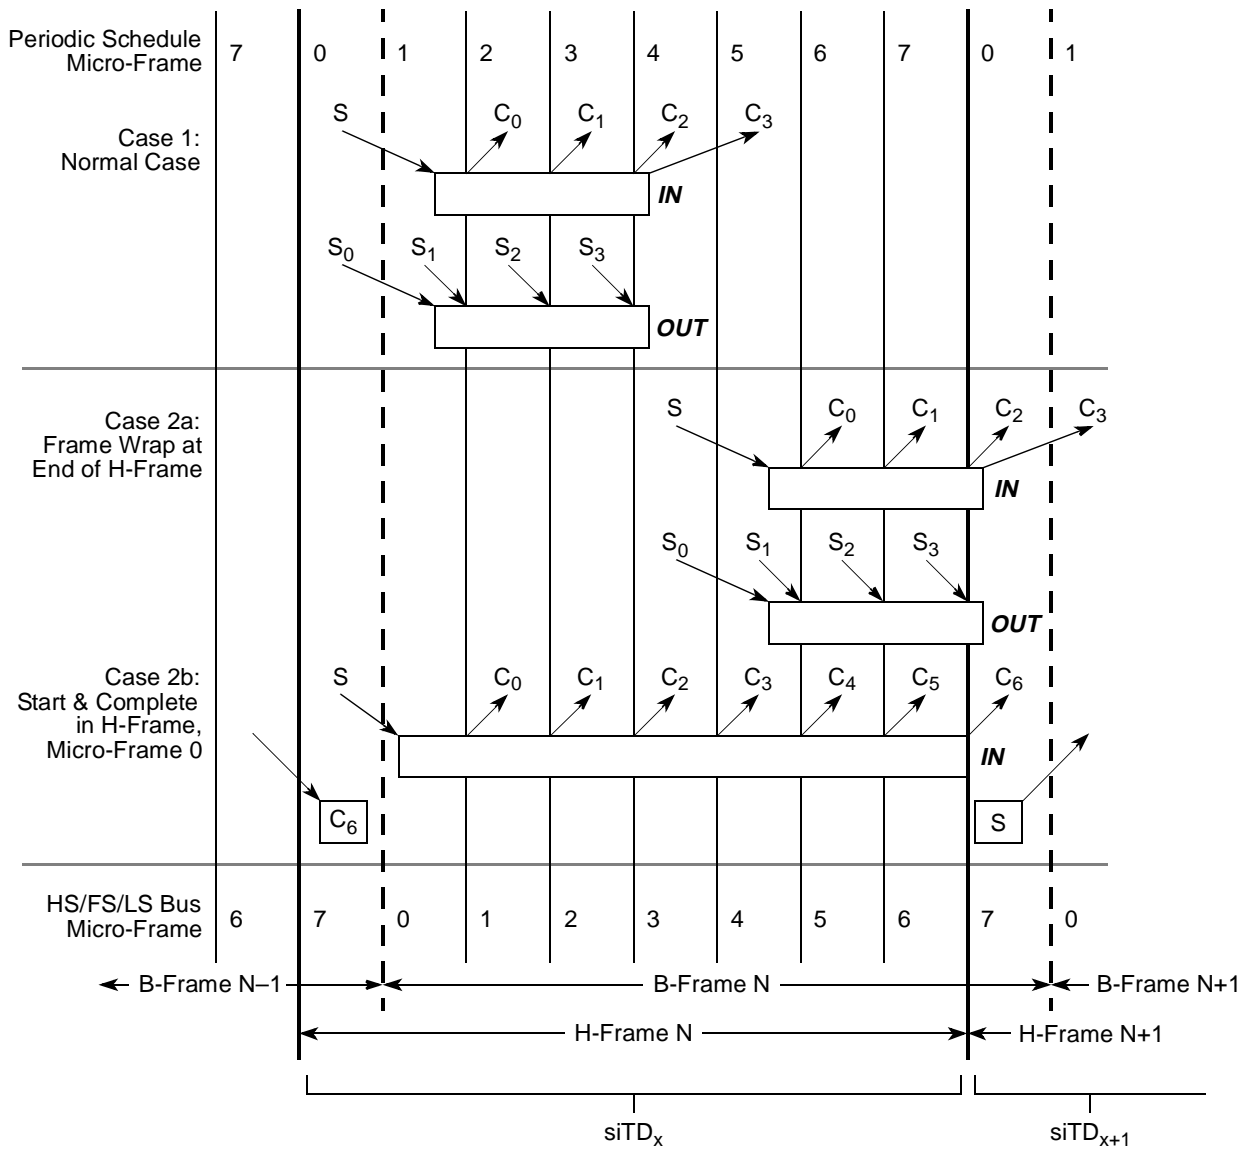 Periodic Schedule
Micro-Frame
7 0 1 2 3 4 5 6 7 0 1
Case 1:
Normal Case
S C0 C1 C2 C3
IN
S0 S1 S2 S3
OUT
Case 2a:
Frame Wrap at
End of H-Frame
S C0 C1 C2 C3
IN
S0 S1 S2 S3
OUT
Case 2b:
Start & Complete
in H-Frame,
Micro-Frame 0
S C0 C1 C2 C3 C4 C5 C6
IN
C6 S
HS/FS/LS Bus
Micro-Frame
6 7 0 1 2 3 4 5 6 7 0
B-Frame N–1 B-Frame N B-Frame N+1
H-Frame N H-Frame N+1
siTDx siTDx+1